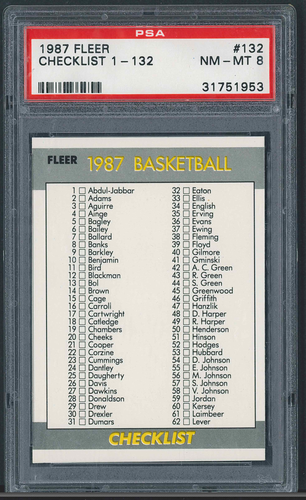 PSA
1987 FLEER #132
CHECKLIST 1-132 NM-MT 8
31751953
FLEER 1987 BASKETBALL
1 Abdul-Jabbar 32 Eaton
2 Adams 33 Ellis
3 Aguirre 34 English
4 Ainge 35 Erving
5 Bagley 36 Evans
6 Bailey 37 Ewing
7 Ballard 38 Fleming
8 Banks 39 Floyd
9 Barkley 40 Gilmore
10 Benjamin 41 Gminski
11 Bird 42 A. C. Green
12 Blackman 43 R. Green
13 Bol 44 S. Green
14 Brown 45 Greenwood
15 Cage 46 Griffith
16 Carroll 47 Hanzlik
17 Cartwright 48 D. Harper
18 Catledge 49 R. Harper
19 Chambers 50 Henderson
20 Cheeks 51 Hinson
21 Cooper 52 Hodges
22 Corzine 53 Hubbard
23 Cummings 54 D. Johnson
24 Dantley 55 E. Johnson
25 Daugherty 56 M. Johnson
26 Davis 57 S. Johnson
27 Dawkins 58 V. Johnson
28 Donaldson 59 Jordan
29 Drew 60 Kersey
30 Drexler 61 Laimbeer
31 Dumars 62 Lever
CHECKLIST